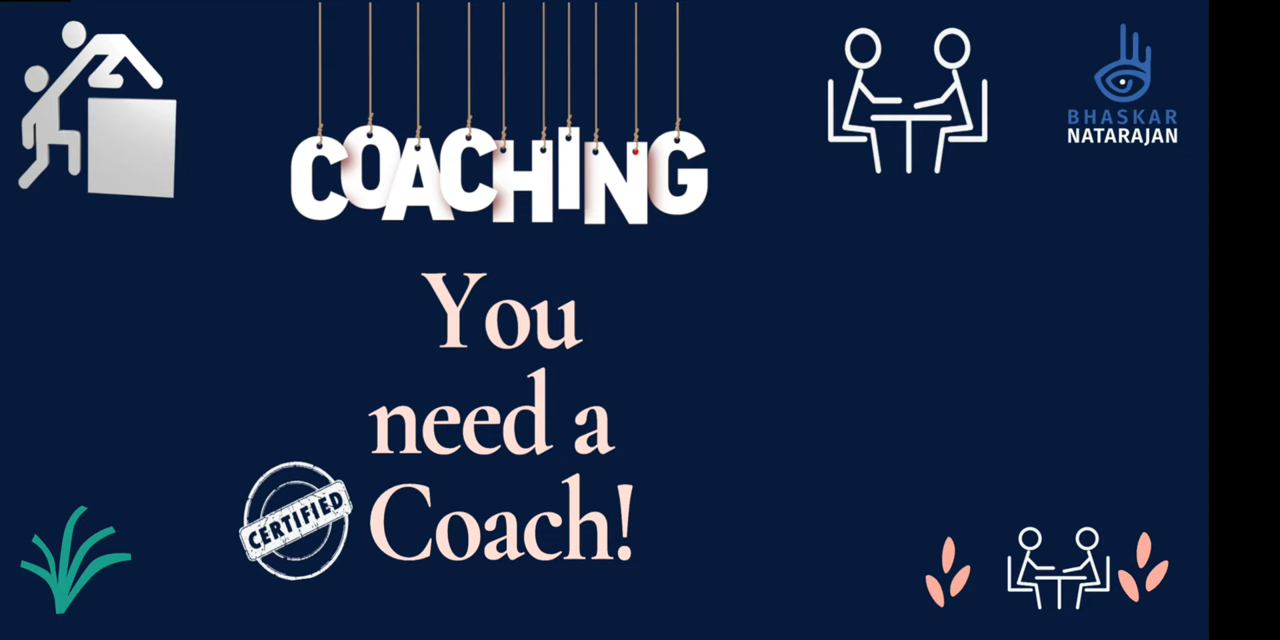 COACHING
BHASKAR
NATARAJAN
You
need a
CERTIFIED
Coach!